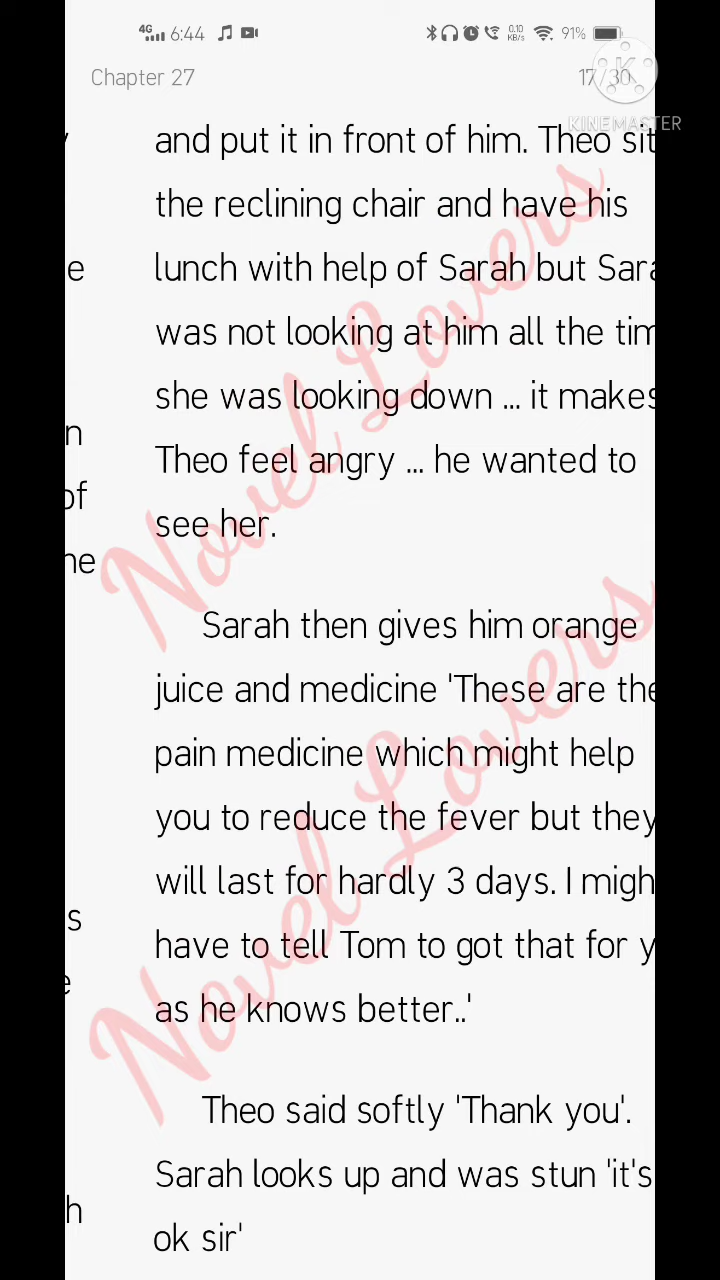 4G 6:44 0.10 KB/s 91%
Chapter 27 17/30
KINEMASTER
and put it in front of him. Theo sit
the reclining chair and have his
lunch with help of Sarah but Sara
was not looking at him all the tim
she was looking down ... it makes
Theo feel angry ... he wanted to
see her.
Sarah then gives him orange
juice and medicine 'These are the
pain medicine which might help
you to reduce the fever but they
will last for hardly 3 days. I migh
have to tell Tom to got that for y
as he knows better..'
Theo said softly 'Thank you'.
Sarah looks up and was stun 'it's
ok sir'
Novel Lovers
Novel Lovers